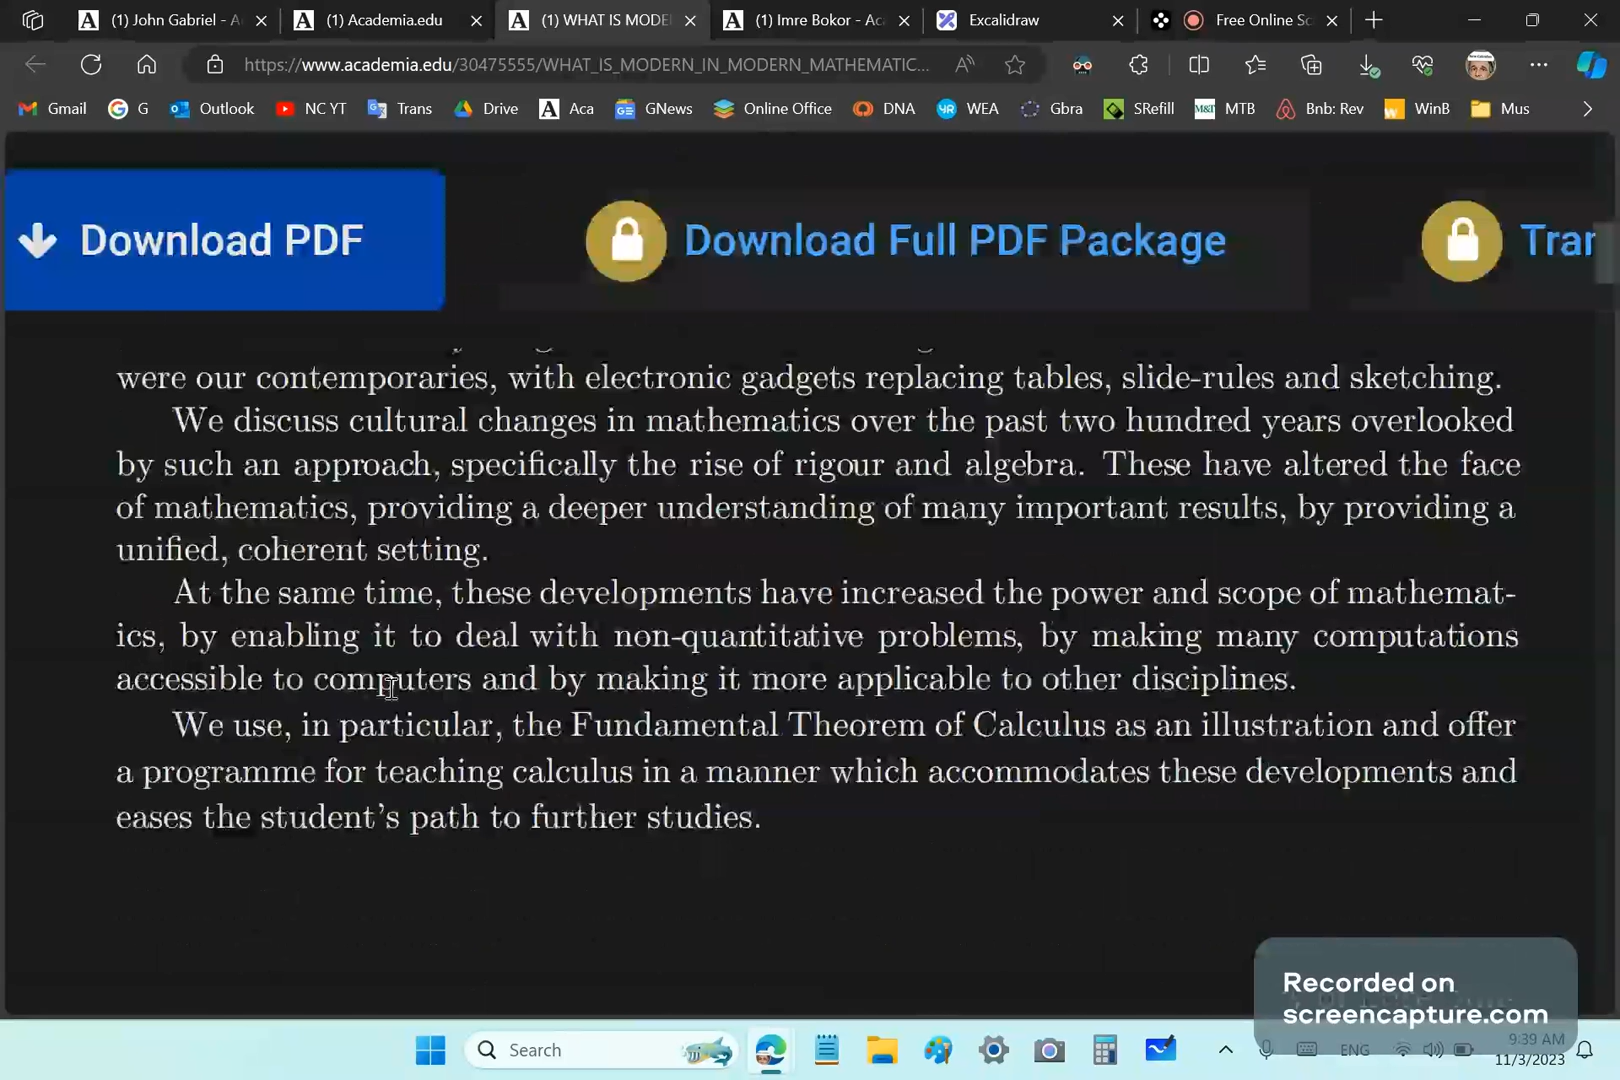 (1) John Gabriel - A
(1) Academia.edu
(1) WHAT IS MODE
(1) Imre Bokor - Ac
Excalidraw
Free Online Sc
https://www.academia.edu/30475555/WHAT_IS_MODERN_IN_MODERN_MATHEMATIC...
Gmail
G
Outlook
NC YT
Trans
Drive
Aca
GNews
Online Office
DNA
WEA
Gbra
SRefill
MTB
Bnb: Rev
WinB
Mus
Download PDF
Download Full PDF Package
Tran
were our contemporaries, with electronic gadgets replacing tables, slide-rules and sketching.
We discuss cultural changes in mathematics over the past two hundred years overlooked
by such an approach, specifically the rise of rigour and algebra. These have altered the face
of mathematics, providing a deeper understanding of many important results, by providing a
unified, coherent setting.
At the same time, these developments have increased the power and scope of mathemat-
ics, by enabling it to deal with non-quantitative problems, by making many computations
accessible to computers and by making it more applicable to other disciplines.
We use, in particular, the Fundamental Theorem of Calculus as an illustration and offer
a programme for teaching calculus in a manner which accommodates these developments and
eases the student's path to further studies.
Recorded on
screencapture.com
Search
ENG
9:39 AM
11/3/2023